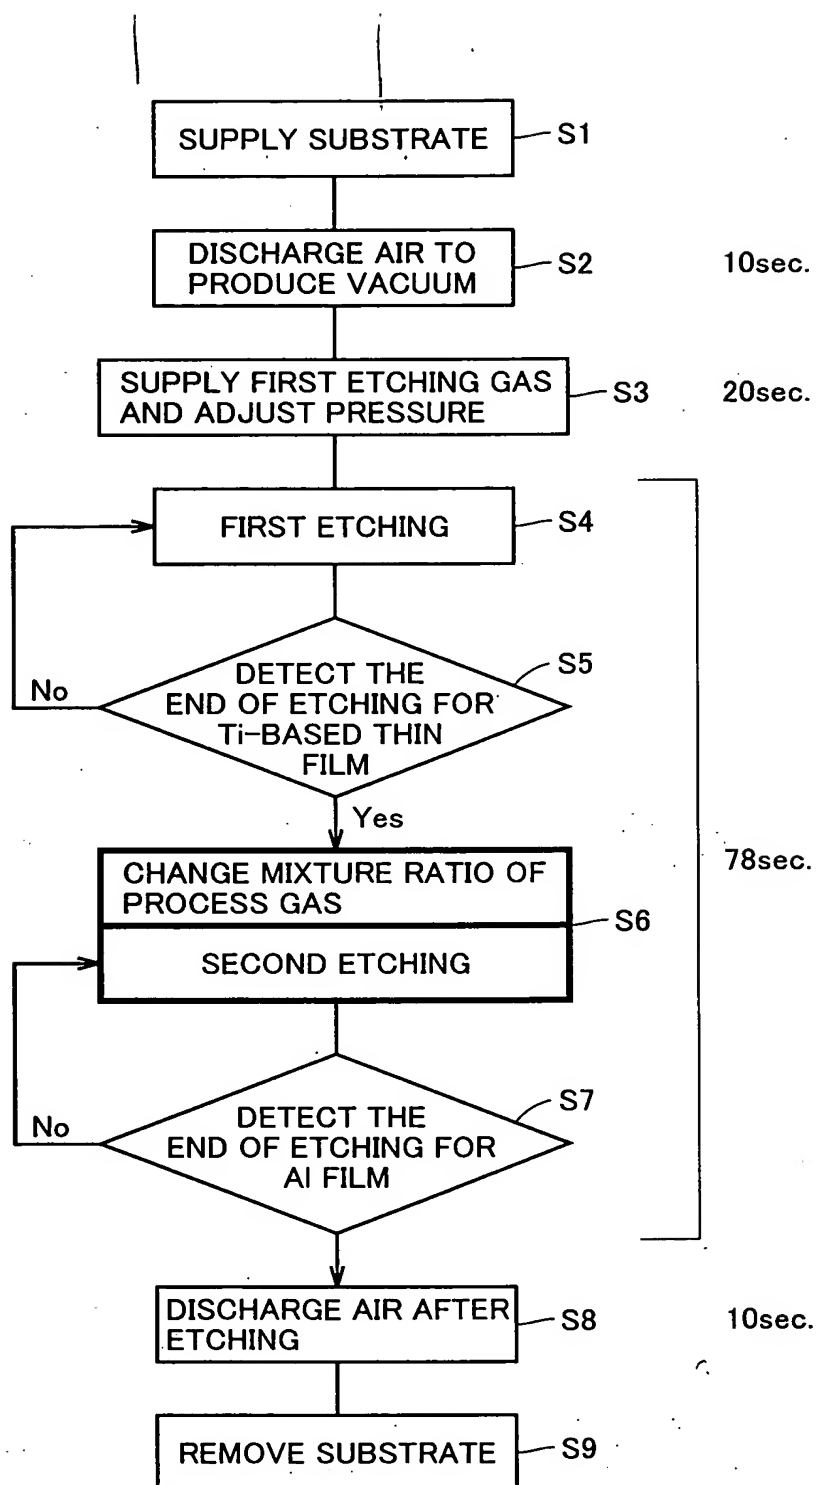 SUPPLY SUBSTRATE
S1
DISCHARGE AIR TO
PRODUCE VACUUM
S2
10sec.
SUPPLY FIRST ETCHING GAS
AND ADJUST PRESSURE
S3
20sec.
FIRST ETCHING
S4
DETECT THE
END OF ETCHING FOR
Ti-BASED THIN
FILM
S5
No
Yes
CHANGE MIXTURE RATIO OF
PROCESS GAS
SECOND ETCHING
S6
78sec.
DETECT THE
END OF ETCHING FOR
Al FILM
S7
No
DISCHARGE AIR AFTER
ETCHING
S8
10sec.
REMOVE SUBSTRATE
S9